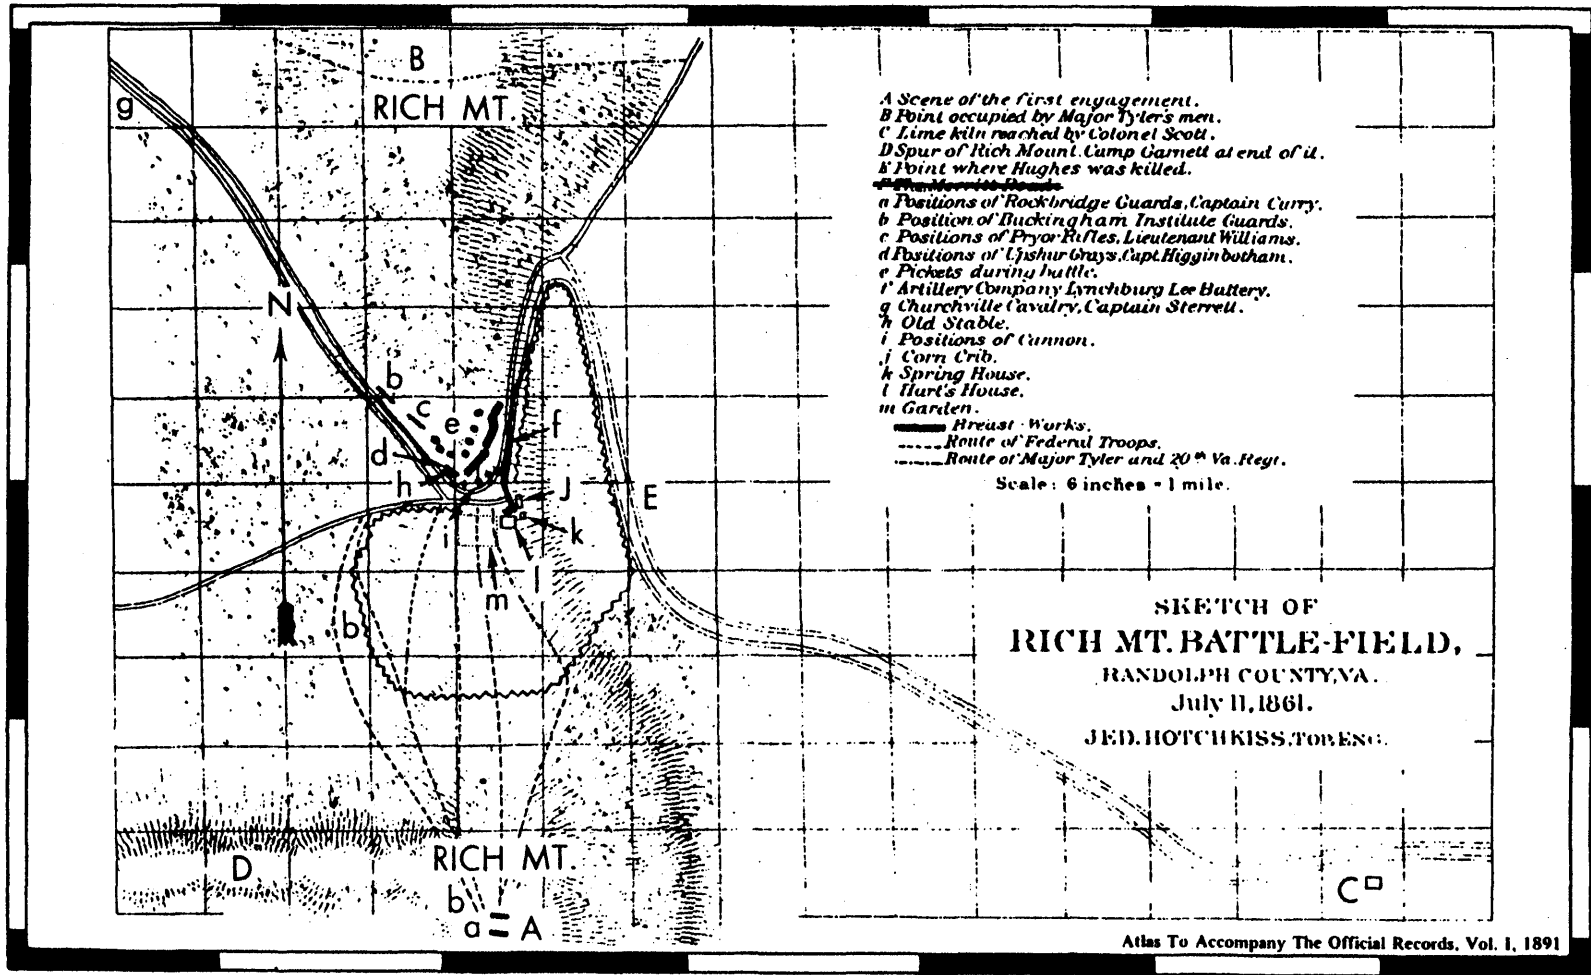 B
RICH MT.
g
N
b
c
e
d
f
h
J
E
i
k
l
m
b
D
RICH MT.
b
a
A
C
A Scene of the first engagement.
B Point occupied by Major Tyler's men.
C Lime kiln reached by Colonel Scott.
D Spur of Rich Mount. Camp Garnett at end of it.
E Point where Hughes was killed.
F The Merritt Road.
a Positions of Rockbridge Guards, Captain Curry.
b Position of Buckingham Institute Guards.
c Positions of Pryor Rifles, Lieutenant Williams.
d Positions of Upshur Grays, Capt. Higginbotham.
e Pickets during battle.
f Artillery Company Lynchburg Lee Battery.
g Churchville Cavalry, Captain Sterrett.
h Old Stable.
i Positions of Cannon.
j Corn Crib.
k Spring House.
l Hart's House.
m Garden.
Breast-Works.
Route of Federal Troops.
Route of Major Tyler and 20th Va. Regt.
Scale: 6 inches = 1 mile.
SKETCH OF
RICH MT. BATTLE-FIELD,
RANDOLPH COUNTY, VA.
July 11, 1861.
JED. HOTCHKISS, TOP. ENG.
Atlas To Accompany The Official Records, Vol. I, 1891